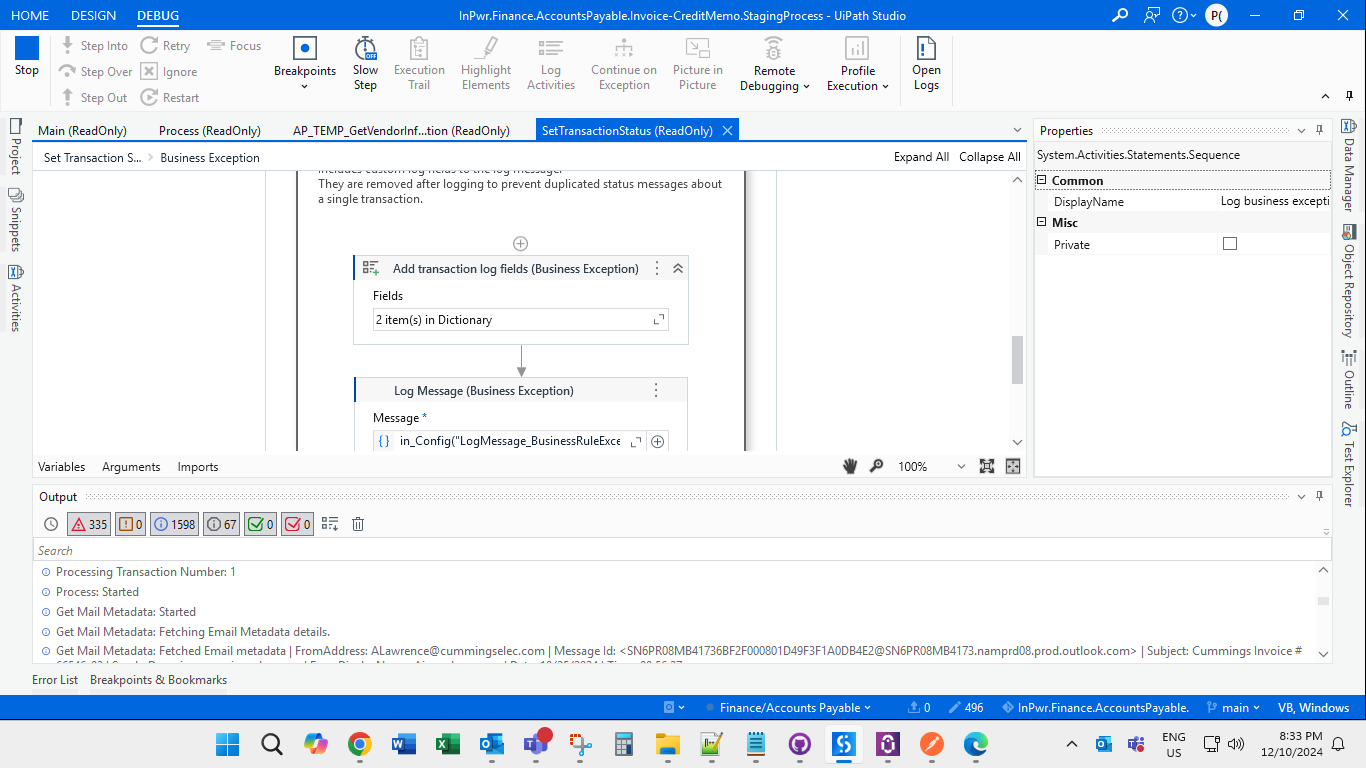 HOME DESIGN DEBUG InPwr.Finance.AccountsPayable.Invoice-CreditMemo.StagingProcess - UiPath Studio P(
Stop
Step Into Retry Focus
Step Over Ignore
Step Out Restart
Breakpoints
Slow Step
Execution Trail
Highlight Elements
Log Activities
Continue on Exception
Picture in Picture
Remote Debugging
Profile Execution
Open Logs
OFF
Main (ReadOnly) Process (ReadOnly) AP_TEMP_GetVendorInf...tion (ReadOnly) SetTransactionStatus (ReadOnly)
Set Transaction S... Business Exception Expand All Collapse All
Project
Snippets
Activities
includes custom log fields to the log message.
They are removed after logging to prevent duplicated status messages about
a single transaction.
Add transaction log fields (Business Exception)
Fields
2 item(s) in Dictionary
Log Message (Business Exception)
Message *
{} in_Config("LogMessage_BusinessRuleExce
Variables Arguments Imports 100%
Properties
System.Activities.Statements.Sequence
Common
DisplayName Log business excepti
Misc
Private
Data Manager
Object Repository
Outline
Test Explorer
Output
335 0 1598 67 0 0
Search
Processing Transaction Number: 1
Process: Started
Get Mail Metadata: Started
Get Mail Metadata: Fetching Email Metadata details.
Get Mail Metadata: Fetched Email metadata | FromAddress: ALawrence@cummingselec.com | Message Id: <SN6PR08MB41736BF2F000801D49F3F1A0DB4E2@SN6PR08MB4173.namprd08.prod.outlook.com> | Subject: Cummings Invoice #
Error List Breakpoints & Bookmarks
Finance/Accounts Payable 0 496 InPwr.Finance.AccountsPayable. main VB, Windows
ENG
US
8:33 PM
12/10/2024